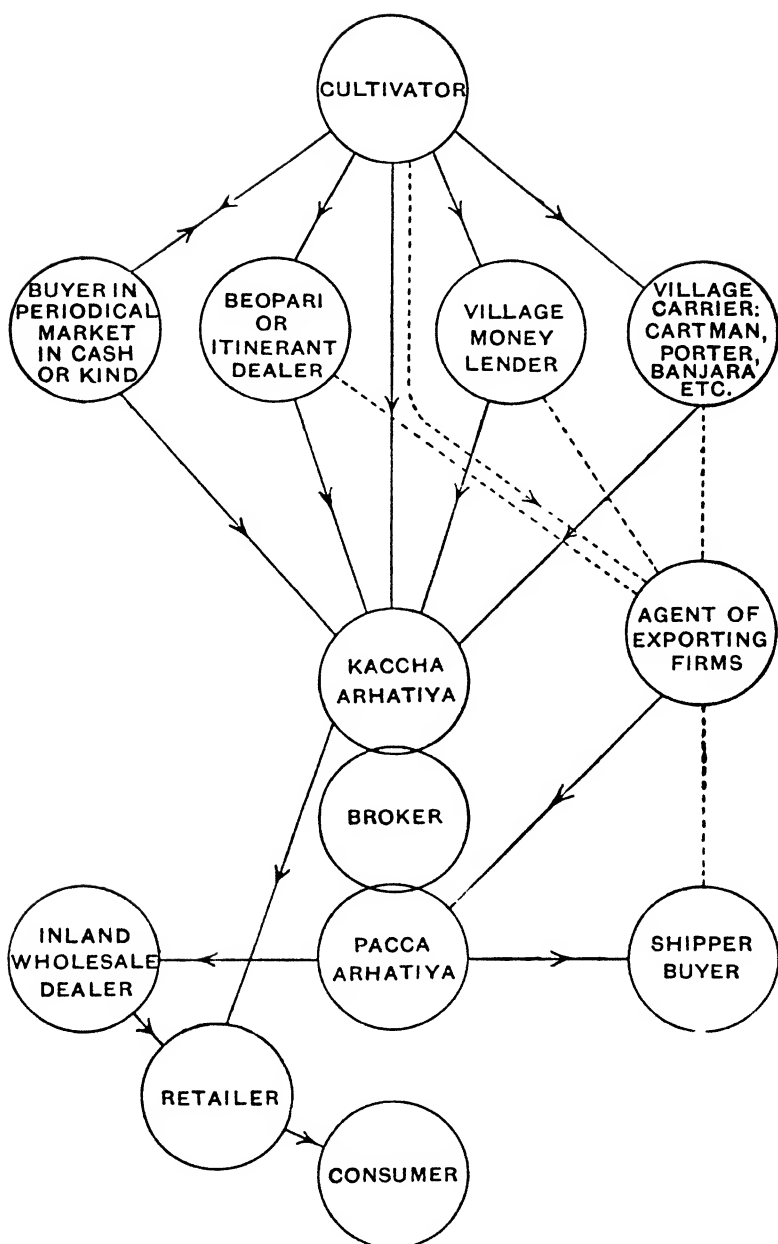 CULTIVATOR
BUYER IN
PERIODICAL
MARKET
IN CASH
OR KIND
BEOPARI
OR
ITINERANT
DEALER
VILLAGE
MONEY
LENDER
VILLAGE
CARRIER:
CARTMAN,
PORTER,
BANJARA,
ETC.
AGENT OF
EXPORTING
FIRMS
KACCHA
ARHATIYA
BROKER
INLAND
WHOLESALE
DEALER
PACCA
ARHATIYA
SHIPPER
BUYER
RETAILER
CONSUMER